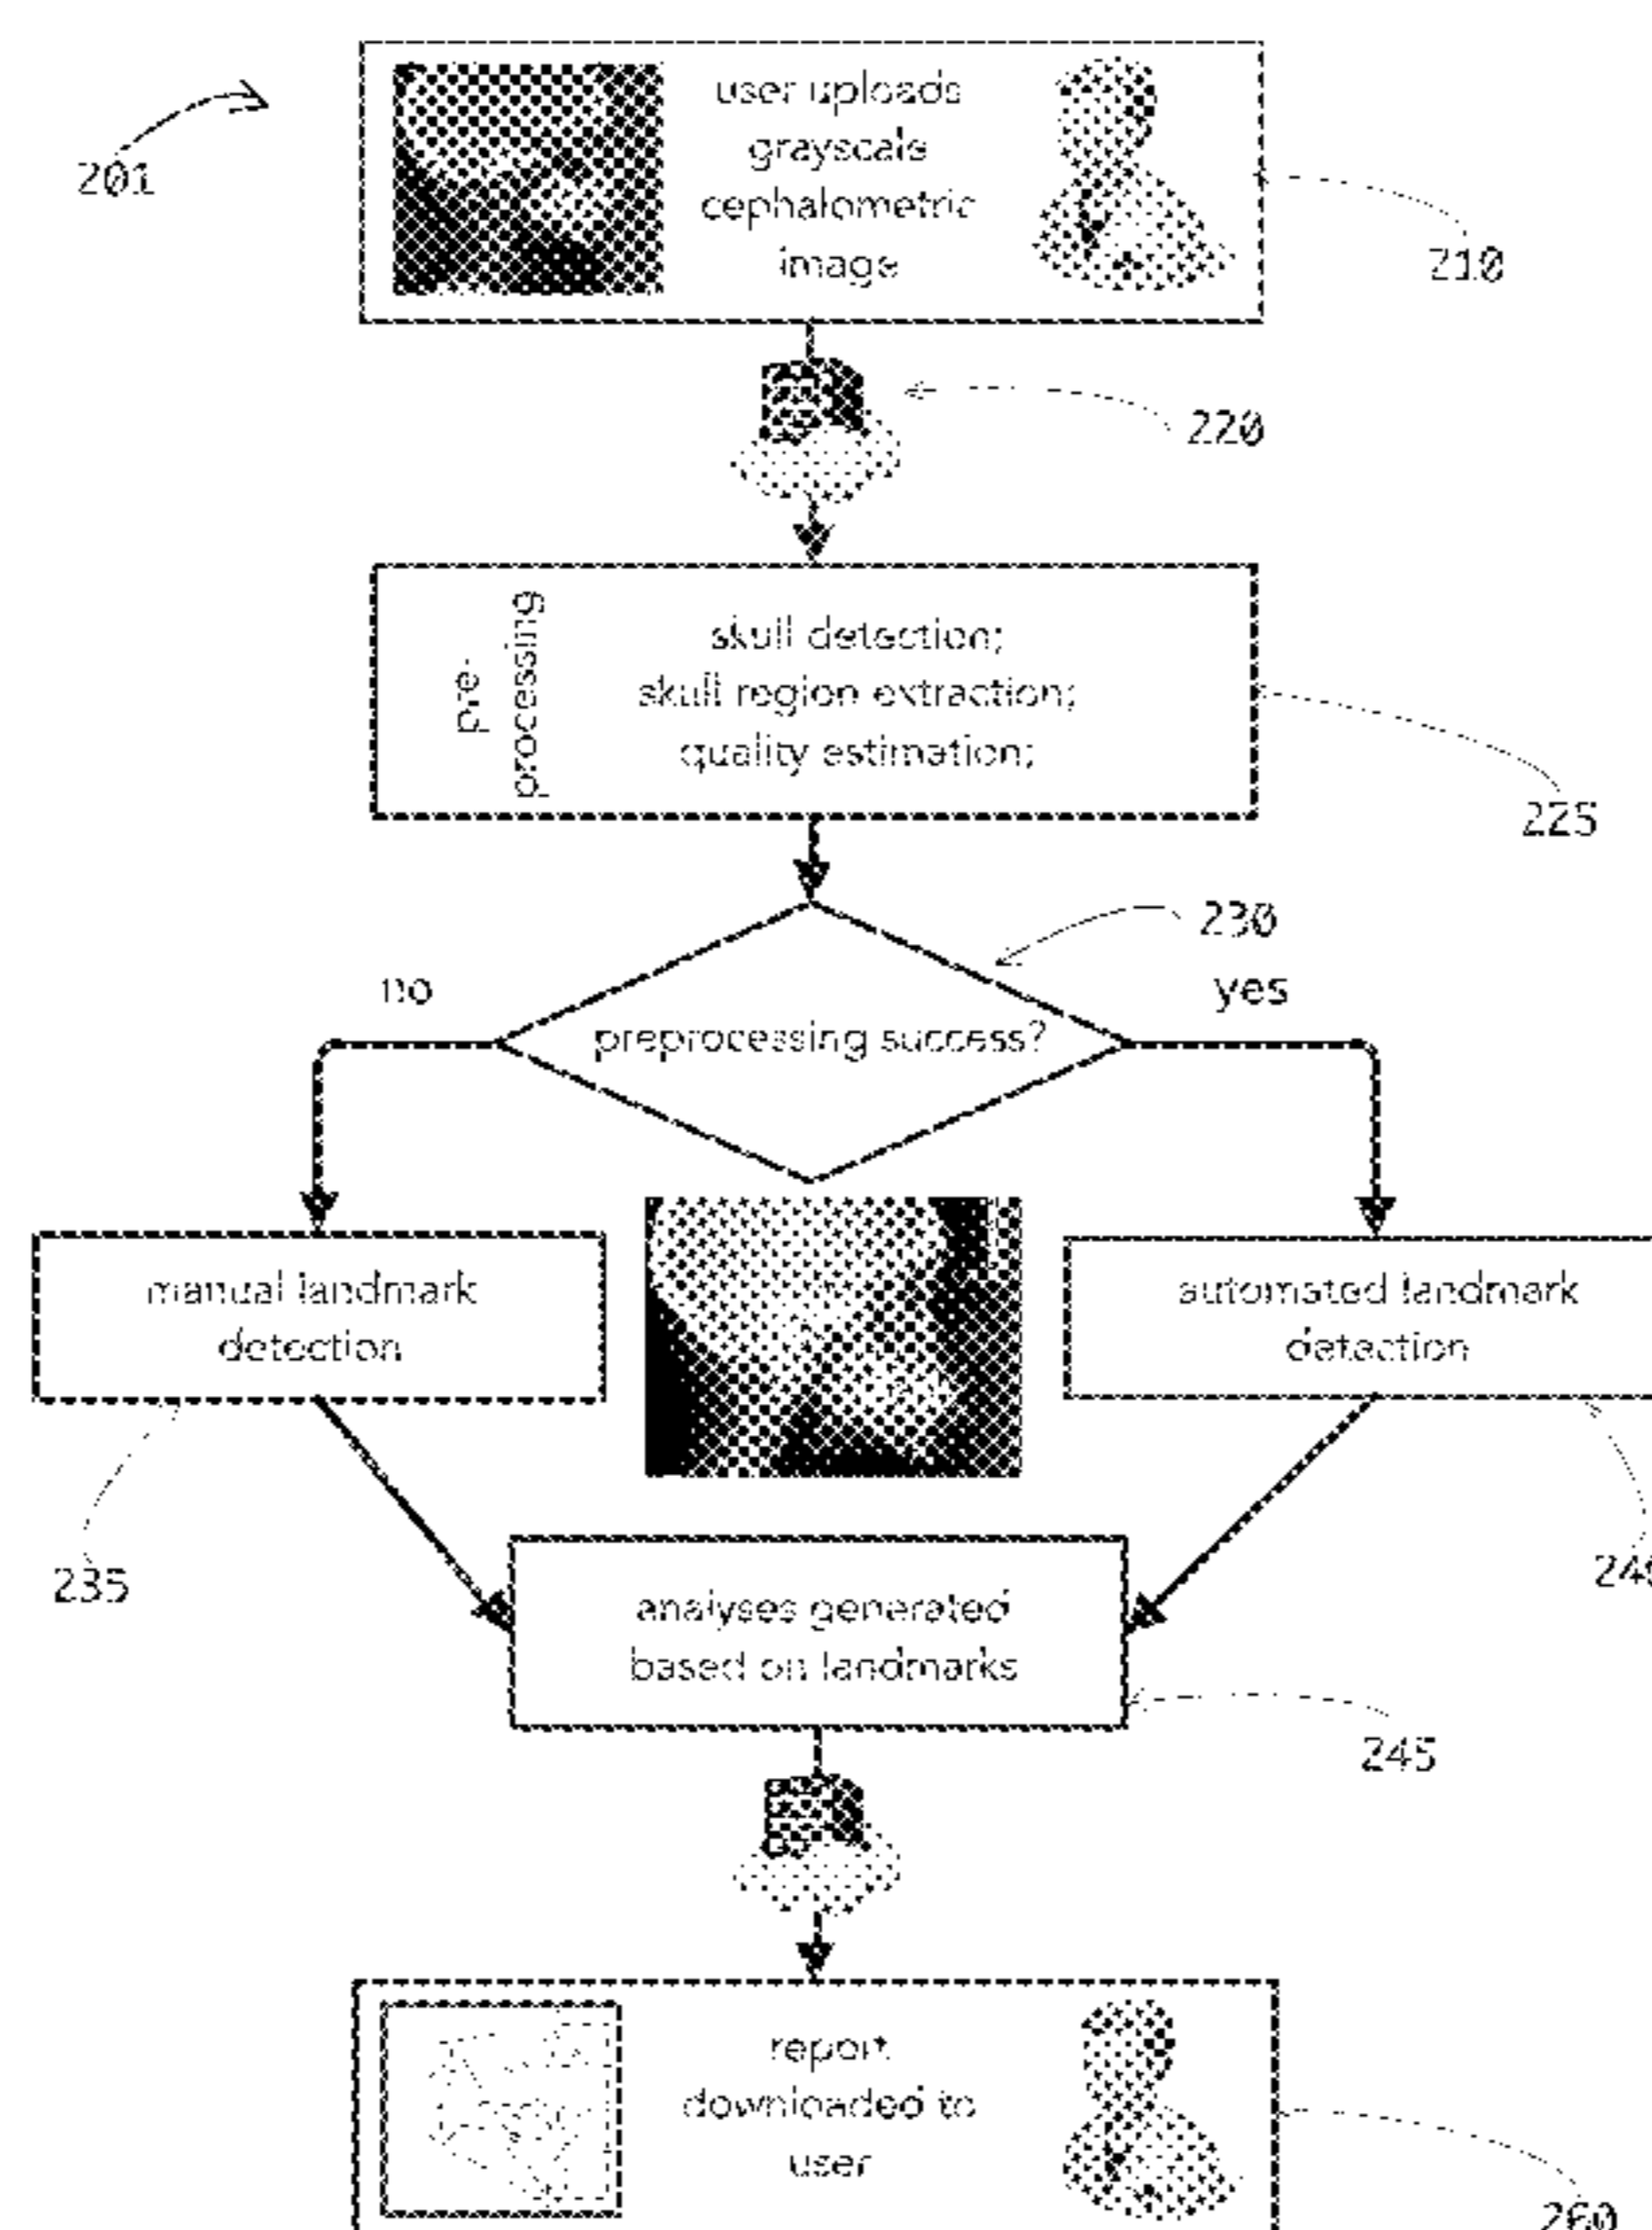 201
user uploads
grayscale
cephalometric
image
210
220
pre-
processing
skull detection;
skull region extraction;
quality estimation;
225
230
no
yes
preprocessing success?
manual landmark
detection
automated landmark
detection
235
analyses generated
based on landmarks
245
report
downloaded to
user
260